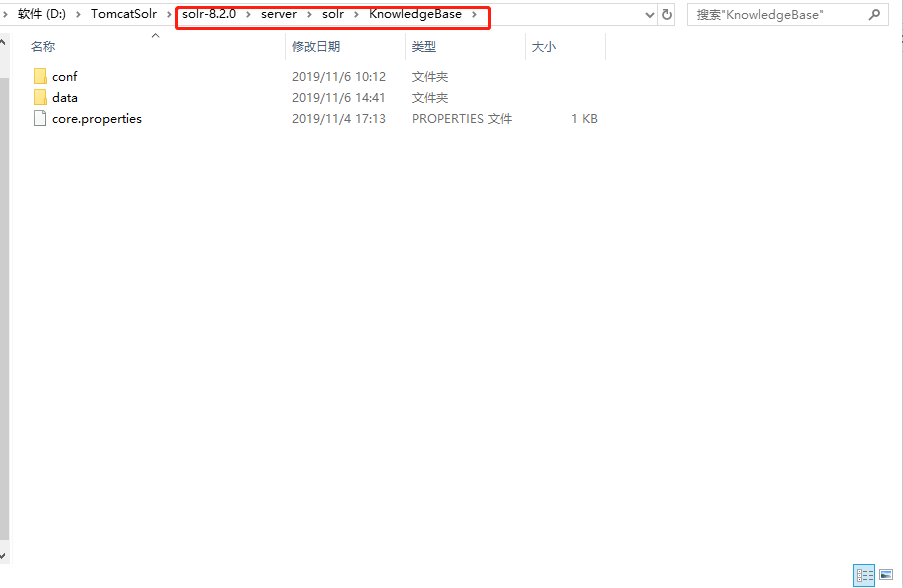 软件 (D:) TomcatSolr solr-8.2.0 server solr KnowledgeBase 搜索"KnowledgeBase"
名称 修改日期 类型 大小
conf 2019/11/6 10:12 文件夹
data 2019/11/6 14:41 文件夹
core.properties 2019/11/4 17:13 PROPERTIES 文件 1 KB